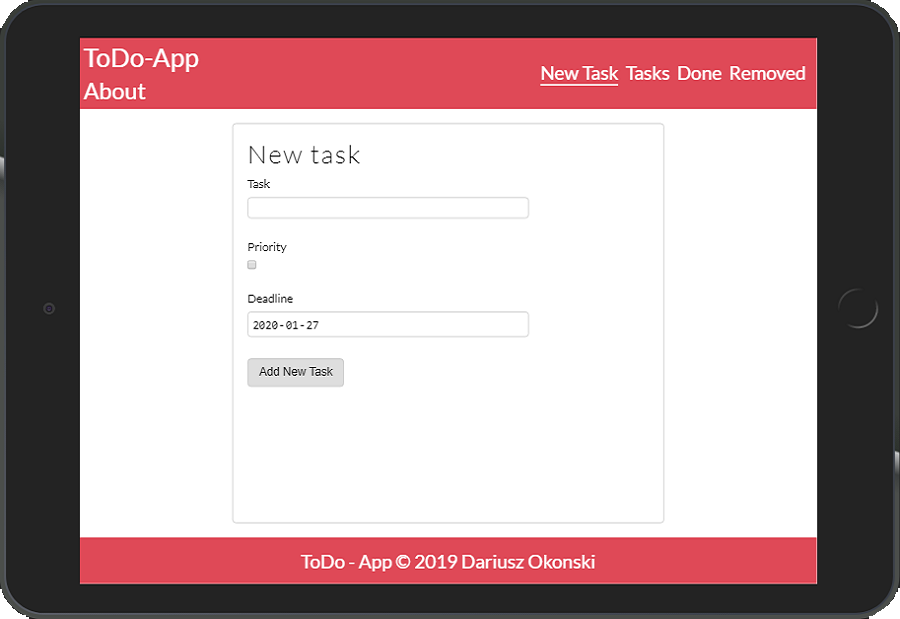 ToDo-App
About
New Task Tasks Done Removed
New task
Task
Priority
Deadline
2020-01-27
Add New Task
ToDo - App © 2019 Dariusz Okonski